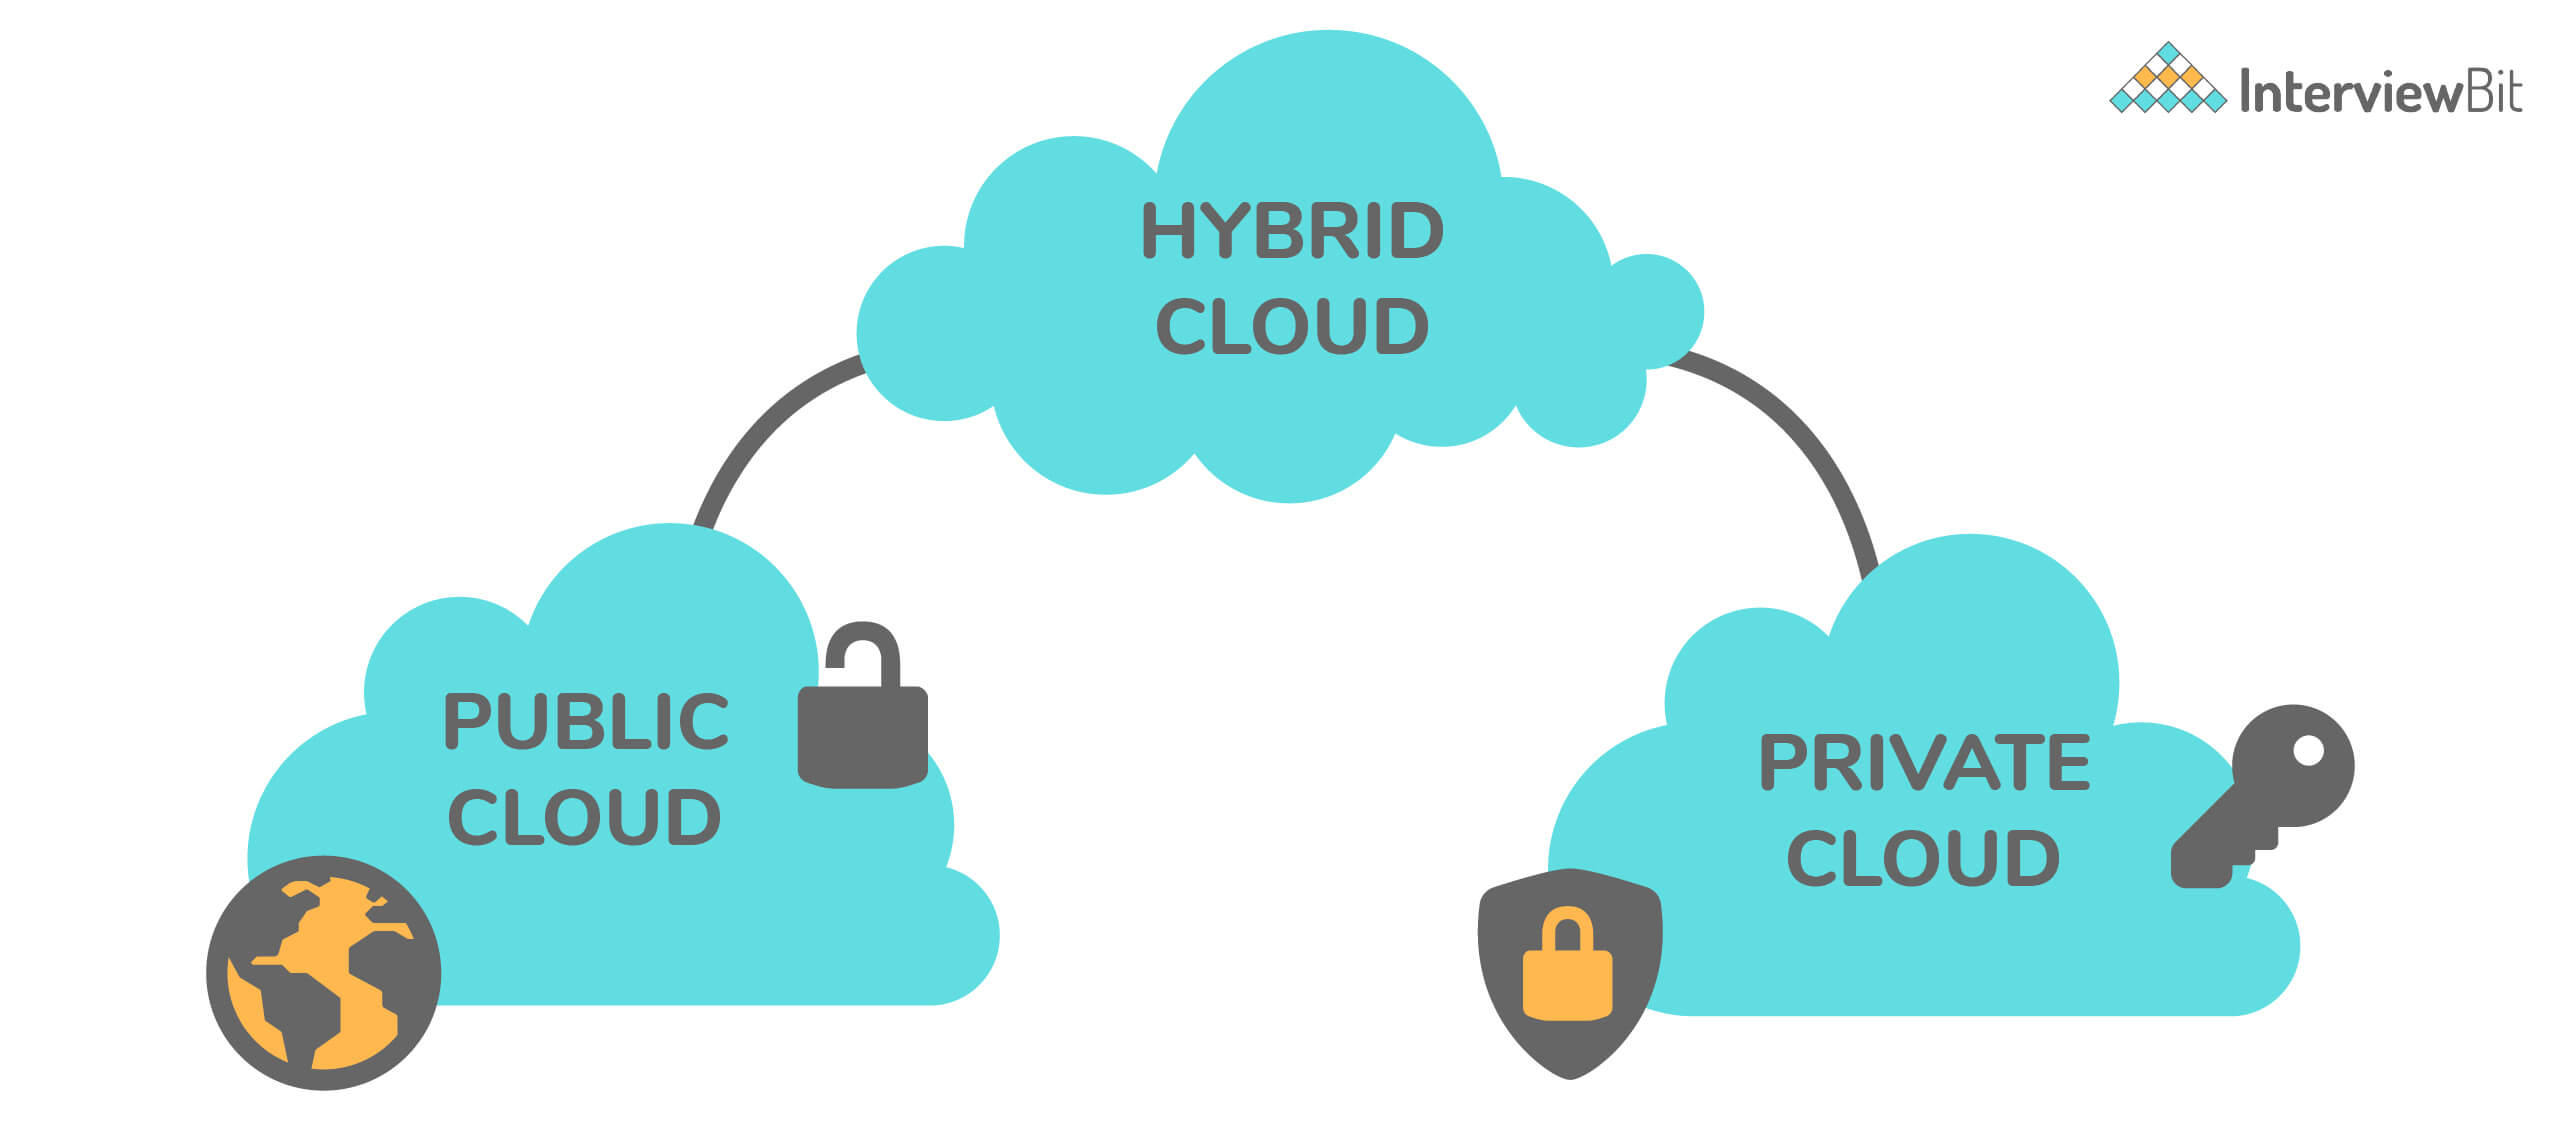 InterviewBit
HYBRID
CLOUD
PUBLIC
CLOUD
PRIVATE
CLOUD